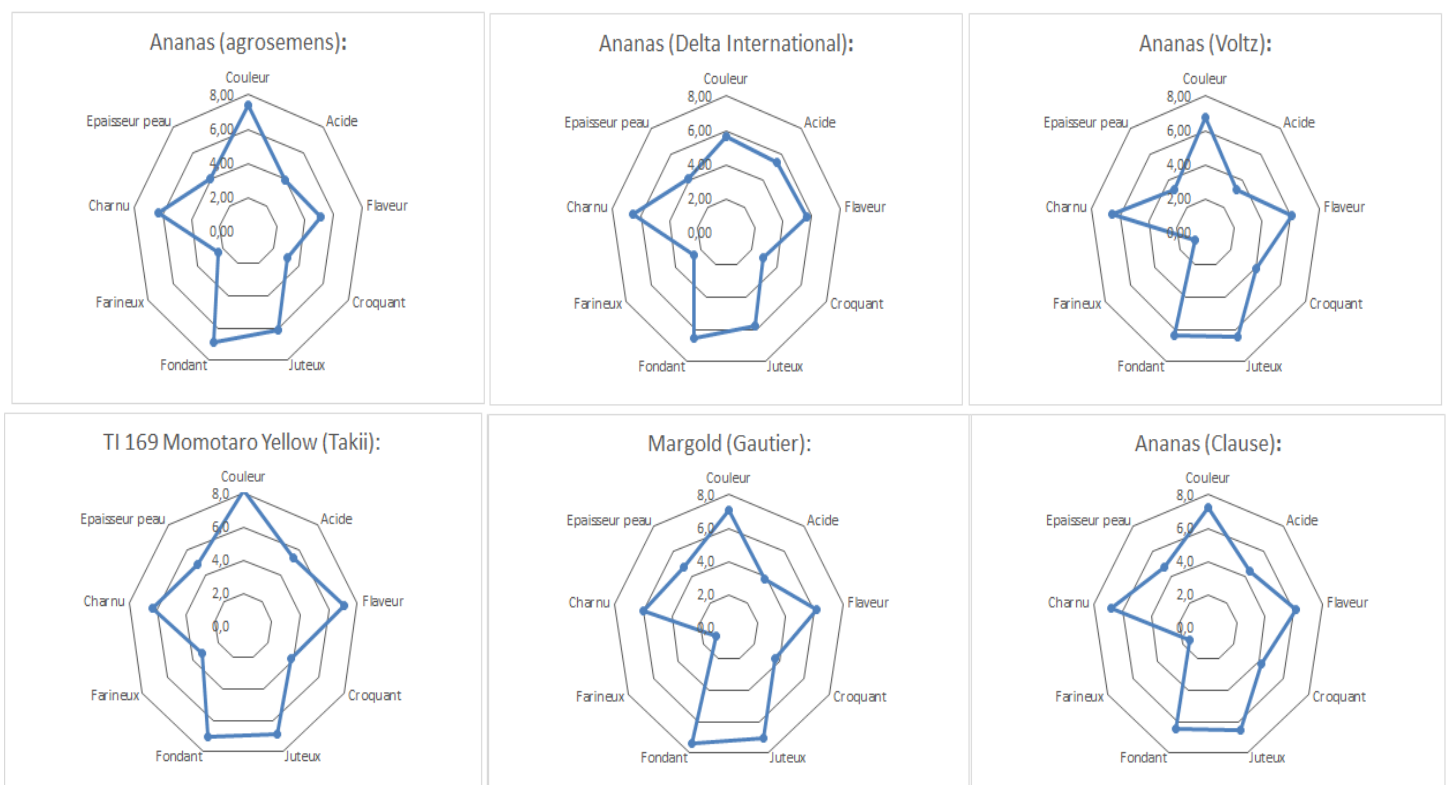 Ananas (agrosemens):
Couleur
8,00
Epaisseur peau
Acide
6,00
4,00
Charnu
Flaveur
2,00
0,00
Farineux
Croquant
Fondant
Juteux
Ananas (Delta International):
Couleur
8,00
Epaisseur peau
Acide
6,00
4,00
Charnu
Flaveur
2,00
0,00
Farineux
Croquant
Fondant
Juteux
Ananas (Voltz):
Couleur
8,00
Epaisseur peau
Acide
6,00
4,00
Charnu
Flaveur
2,00
0,00
Farineux
Croquant
Fondant
Juteux
TI 169 Momotaro Yellow (Takii):
Couleur
8,0
Epaisseur peau
Acide
6,0
4,0
Charnu
Flaveur
2,0
0,0
Farineux
Croquant
Fondant
Juteux
Margold (Gautier):
Couleur
8,0
Epaisseur peau
Acide
6,0
4,0
Charnu
Flaveur
2,0
0,0
Farineux
Croquant
Fondant
Juteux
Ananas (Clause):
Couleur
8,0
Epaisseur peau
Acide
6,0
4,0
Charnu
Flaveur
2,0
0,0
Farineux
Croquant
Fondant
Juteux